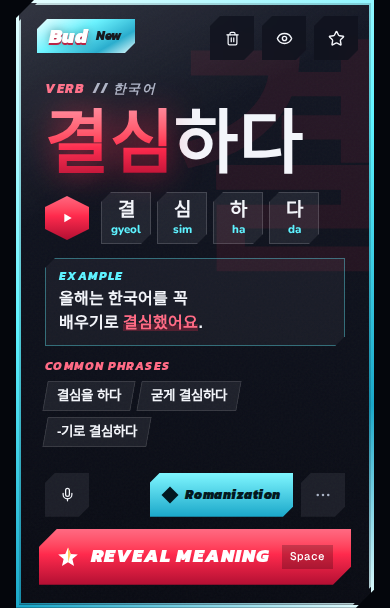 Bud New
VERB // 한국어
결심하다
결 심 하 다
gyeol sim ha da
EXAMPLE
올해는 한국어를 꼭
배우기로 결심했어요.
COMMON PHRASES
결심을 하다 굳게 결심하다
-기로 결심하다
Romanization
REVEAL MEANING Space